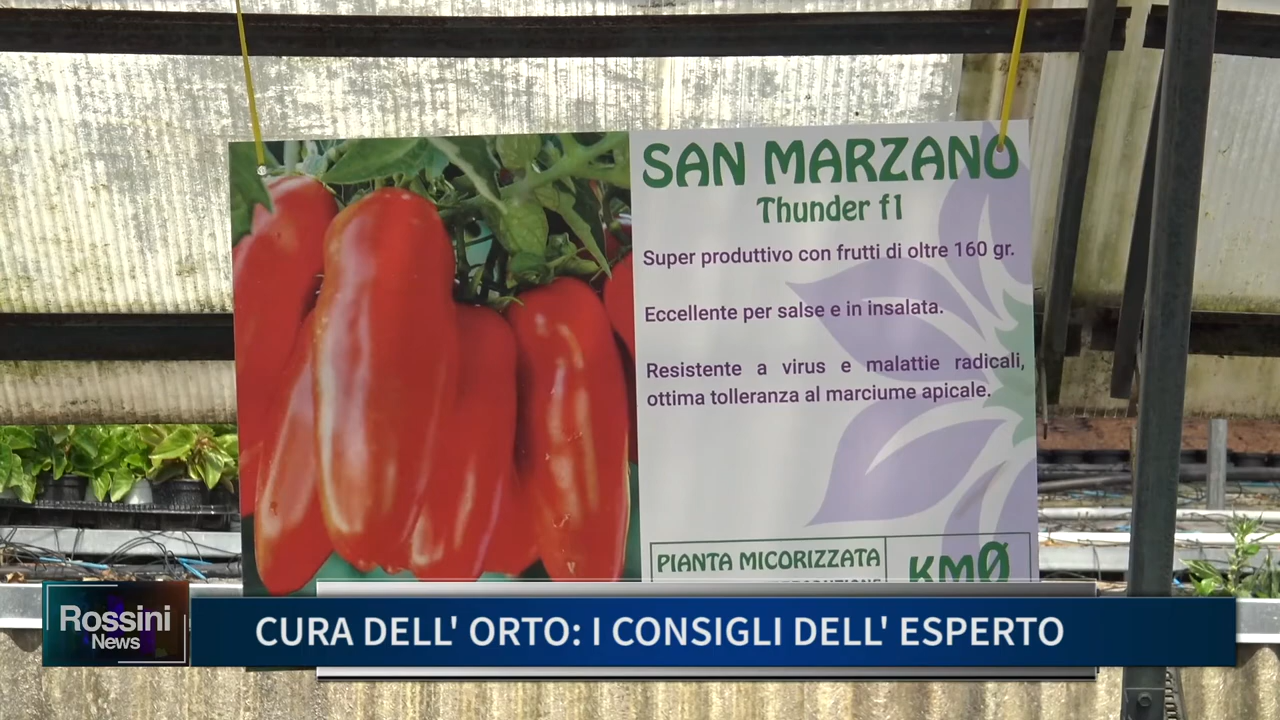 SAN MARZANO
Thunder f1
Super produttivo con frutti di oltre 160 gr.
Eccellente per salse e in insalata.
Resistente a virus e malattie radicali,
ottima tolleranza al marciume apicale.
PIANTA MICORIZZATA
KMØ
Rossini
News
CURA DELL' ORTO: I CONSIGLI DELL' ESPERTO